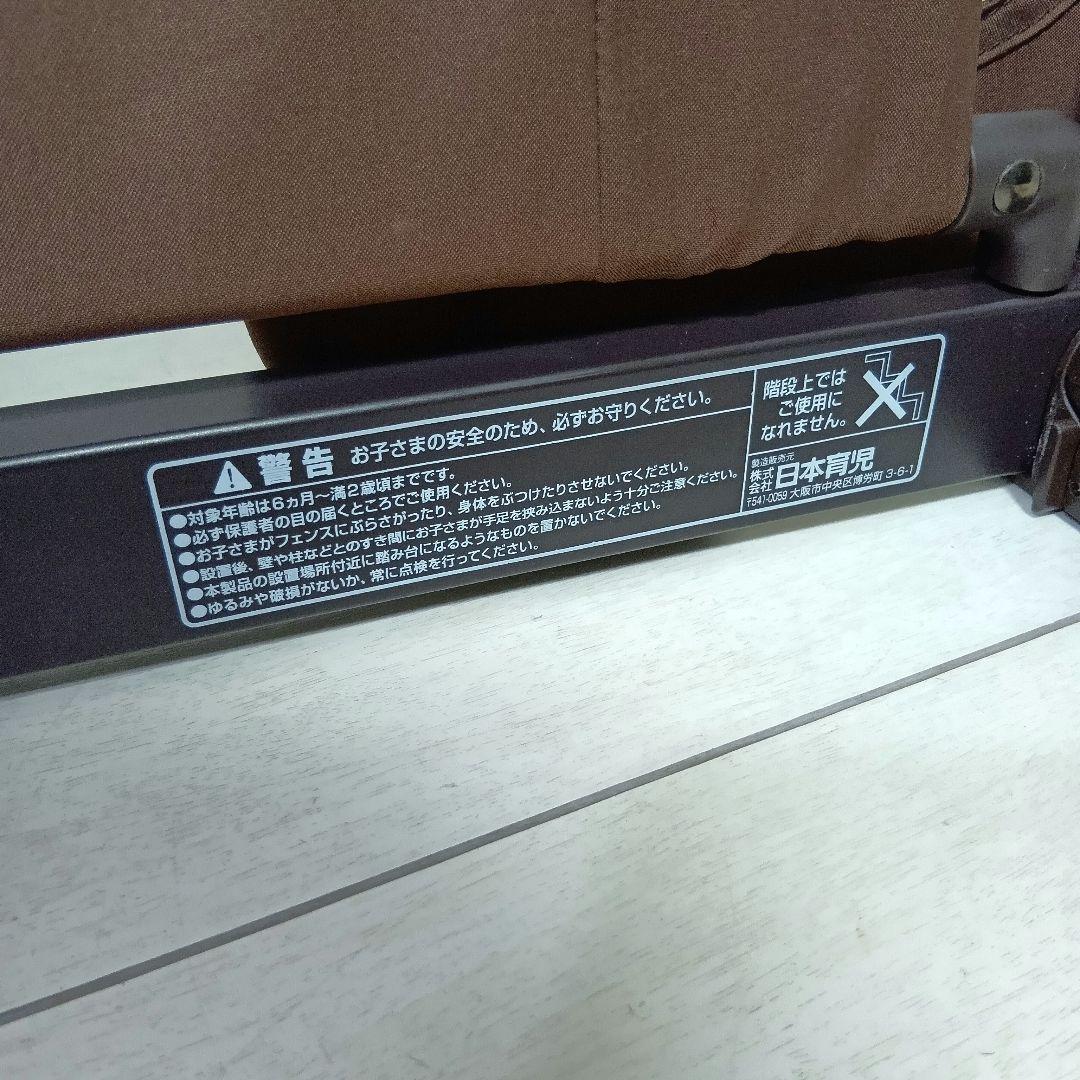 警告 お子さまの安全のため、必ずお守りください。
●対象年齢は6ヵ月～満2歳頃までです。
●必ず保護者の目の届くところでご使用ください。
●お子さまがフェンスにぶらさがったり、身体をぶつけたりさせないでください。
●設置後、壁や柱などとのすき間にお子さまが手足を挟み込まないよう十分ご注意ください。
●本製品の設置場所付近に踏み台になるようなものを置かないでください。
●ゆるみや破損がないか、常に点検を行ってください。
階段上では
ご使用に
なれません。
製造販売元
株式会社 日本育児
〒541-0059 大阪市中央区博労町 3-6-1